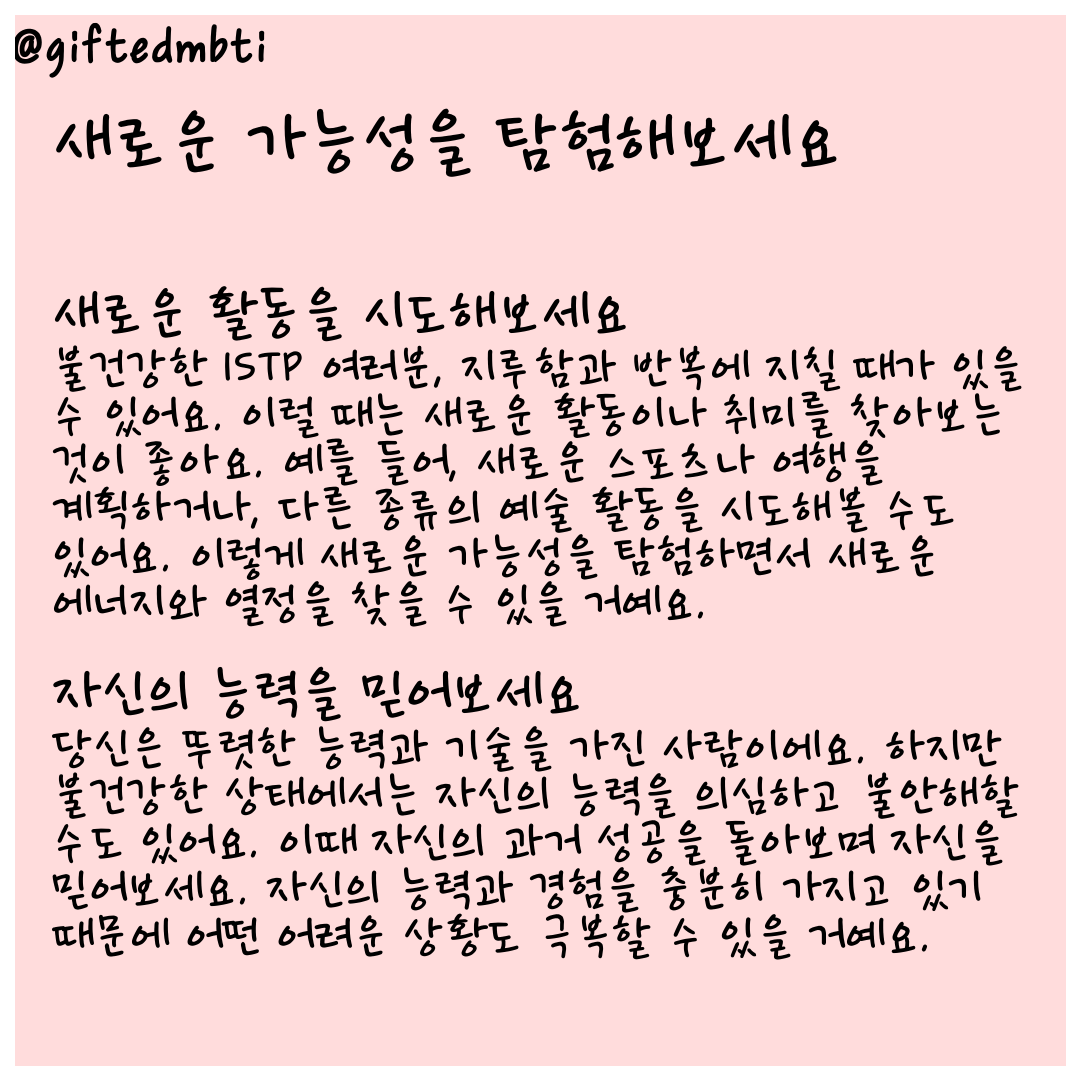 @giftedmbti
새로운 가능성을 탐험해보세요
새로운 활동을 시도해보세요
불건강한 ISTP 여러분, 지루함과 반복에 지칠 때가 있을
수 있어요. 이럴 때는 새로운 활동이나 취미를 찾아보는
것이 좋아요. 예를 들어, 새로운 스포츠나 여행을
계획하거나, 다른 종류의 예술 활동을 시도해볼 수도
있어요. 이렇게 새로운 가능성을 탐험하면서 새로운
에너지와 열정을 찾을 수 있을 거예요.
자신의 능력을 믿어보세요
당신은 뚜렷한 능력과 기술을 가진 사람이에요. 하지만
불건강한 상태에서는 자신의 능력을 의심하고 불안해할
수도 있어요. 이때 자신의 과거 성공을 돌아보며 자신을
믿어보세요. 자신의 능력과 경험을 충분히 가지고 있기
때문에 어떤 어려운 상황도 극복할 수 있을 거예요.